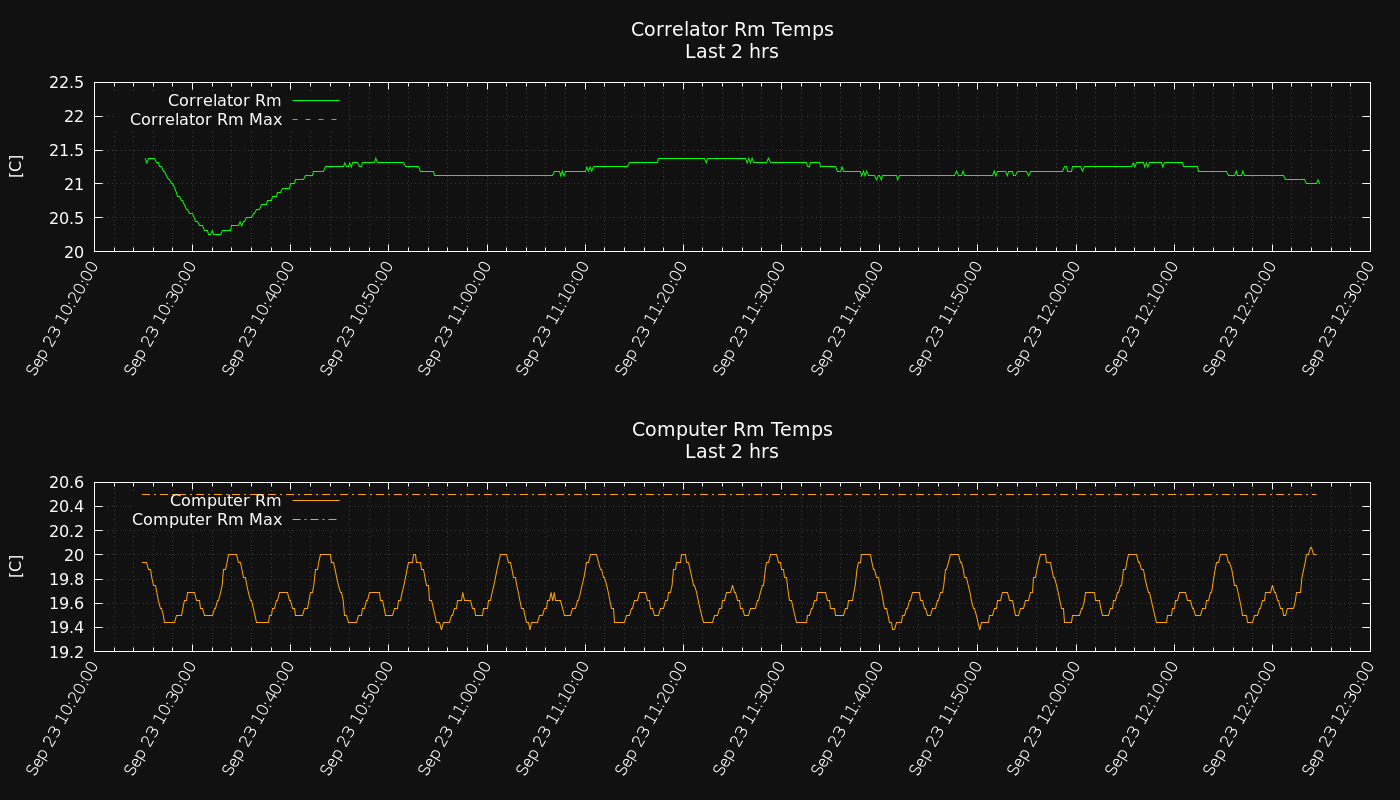 Correlator Rm Temps
Last 2 hrs
[C]
22.5
22
21.5
21
20.5
20
Correlator Rm
Correlator Rm Max
Sep 23 10:20:00
Sep 23 10:30:00
Sep 23 10:40:00
Sep 23 10:50:00
Sep 23 11:00:00
Sep 23 11:10:00
Sep 23 11:20:00
Sep 23 11:30:00
Sep 23 11:40:00
Sep 23 11:50:00
Sep 23 12:00:00
Sep 23 12:10:00
Sep 23 12:20:00
Sep 23 12:30:00
Computer Rm Temps
Last 2 hrs
[C]
20.6
20.4
20.2
20
19.8
19.6
19.4
19.2
Computer Rm
Computer Rm Max
Sep 23 10:20:00
Sep 23 10:30:00
Sep 23 10:40:00
Sep 23 10:50:00
Sep 23 11:00:00
Sep 23 11:10:00
Sep 23 11:20:00
Sep 23 11:30:00
Sep 23 11:40:00
Sep 23 11:50:00
Sep 23 12:00:00
Sep 23 12:10:00
Sep 23 12:20:00
Sep 23 12:30:00